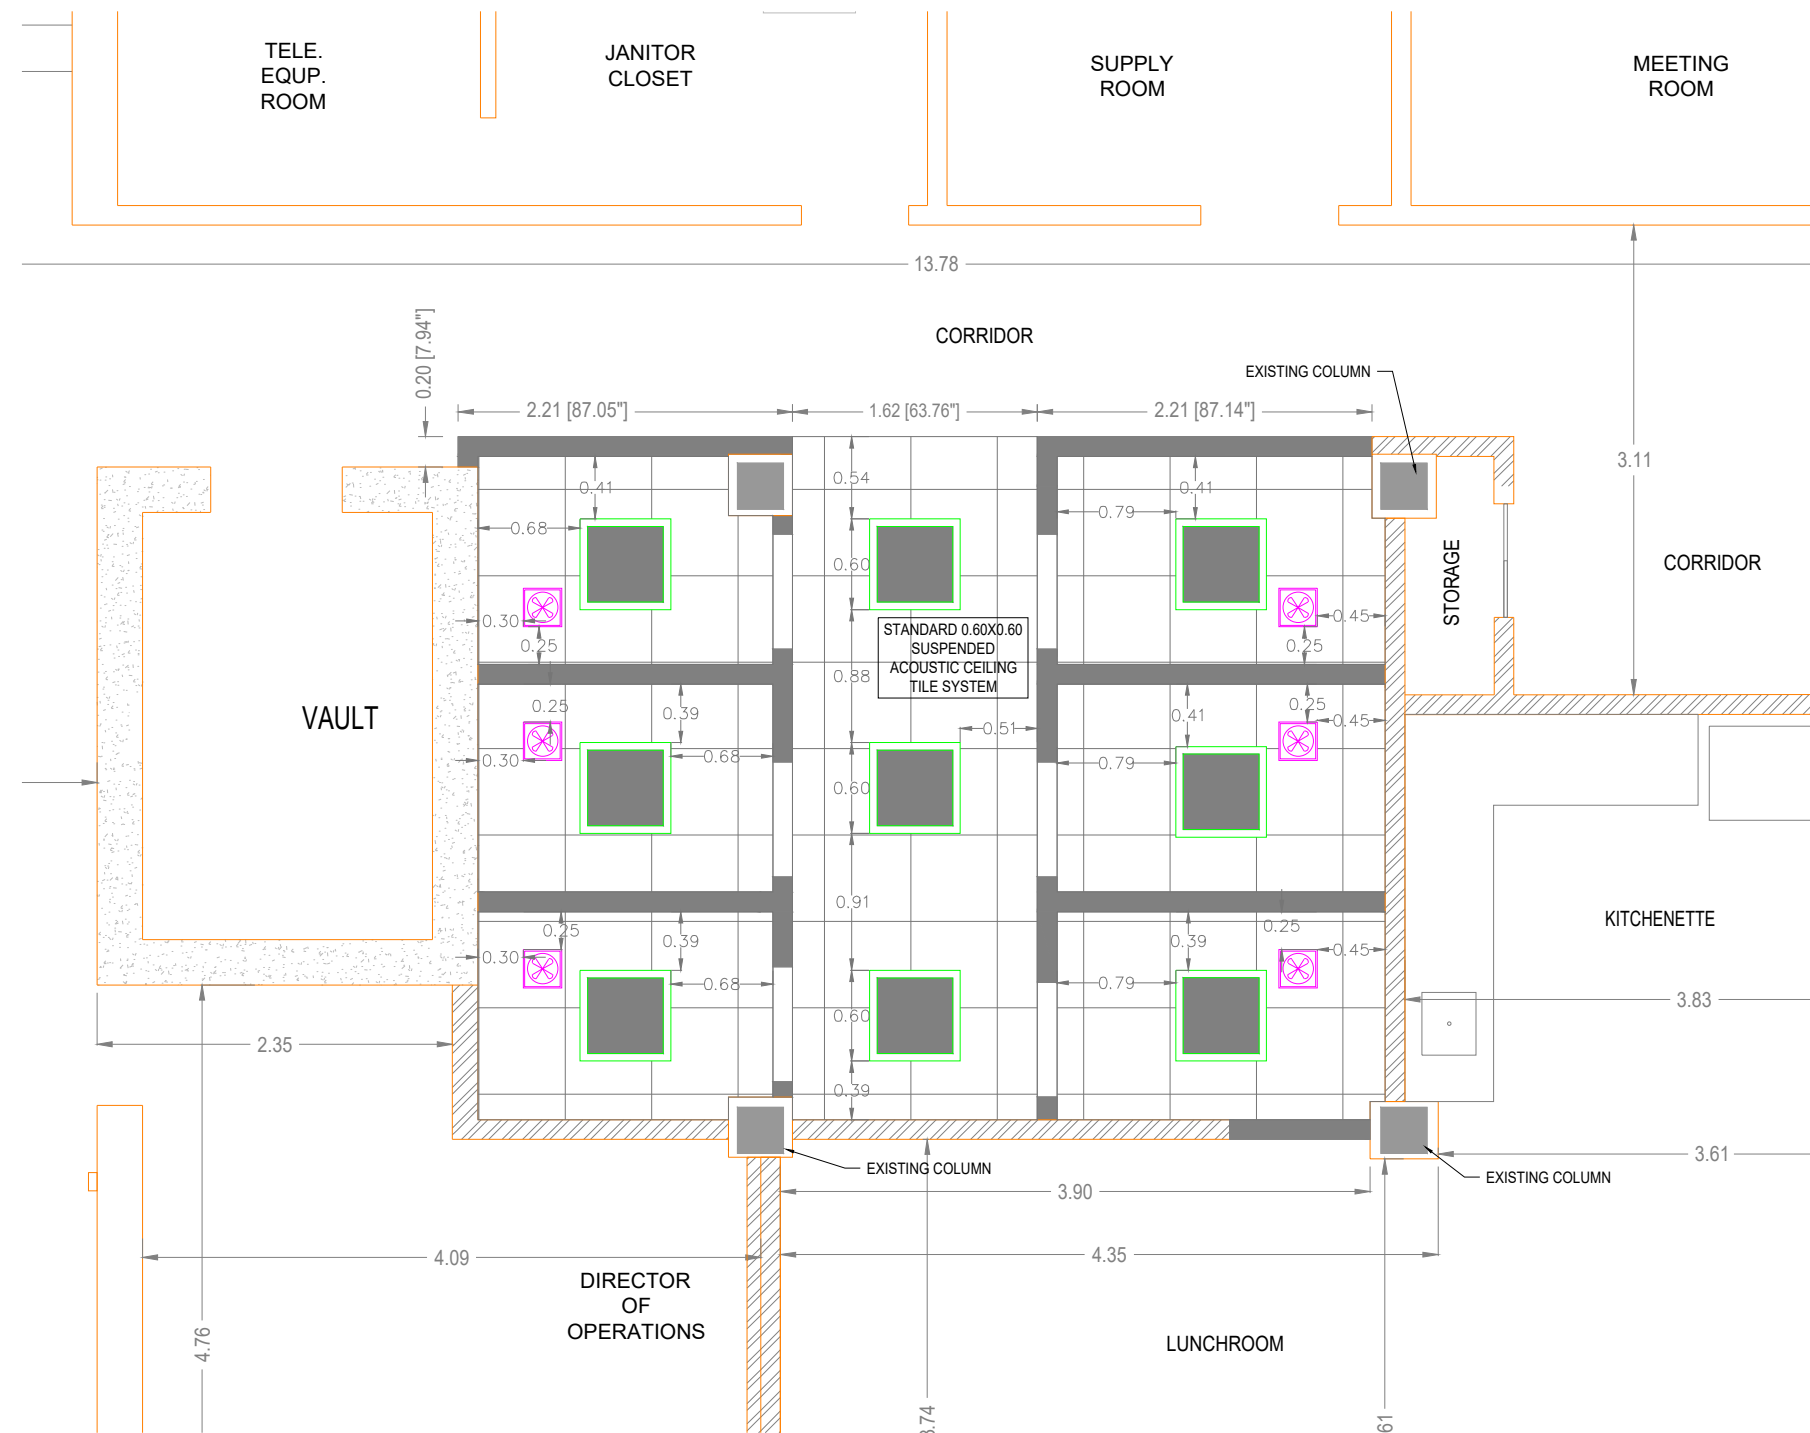 TELE.
EQUP.
ROOM
JANITOR
CLOSET
SUPPLY
ROOM
MEETING
ROOM
13.78
CORRIDOR
0.20 [7.94"]
EXISTING COLUMN
2.21 [87.05"]
1.62 [63.76"]
2.21 [87.14"]
3.11
0.41
0.54
0.41
0.68
0.79
0.60
STORAGE
CORRIDOR
0.30
0.45
0.25
0.25
STANDARD 0.60X0.60
SUSPENDED
ACOUSTIC CEILING
TILE SYSTEM
0.88
VAULT
0.25
0.39
0.41
0.25
0.45
0.51
0.30
0.68
0.79
0.60
0.91
KITCHENETTE
0.25
0.39
0.39
0.25
0.30
0.45
0.68
0.79
3.83
0.60
2.35
0.39
EXISTING COLUMN
3.61
EXISTING COLUMN
3.90
4.09
4.35
DIRECTOR
OF
OPERATIONS
4.76
LUNCHROOM
.74
61